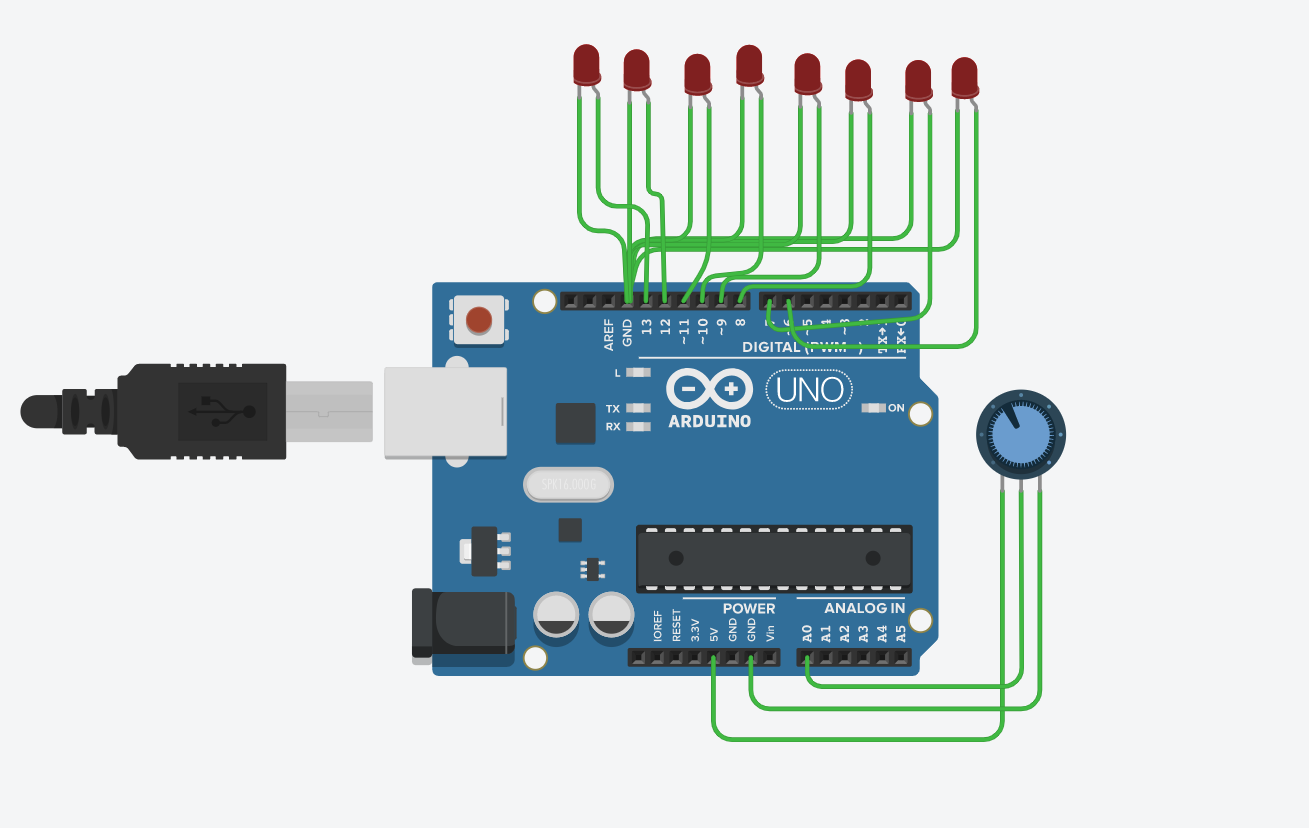 AREF
GND
13
12
~11
~10
~9
8
7
~6
~5
4
~3
2
TX→1
RX←0
DIGITAL (PWM~)
L
TX
RX
ARDUINO
UNO
ON
SPK16.000G
POWER
ANALOG IN
IOREF
RESET
3.3V
5V
GND
GND
Vin
A0
A1
A2
A3
A4
A5